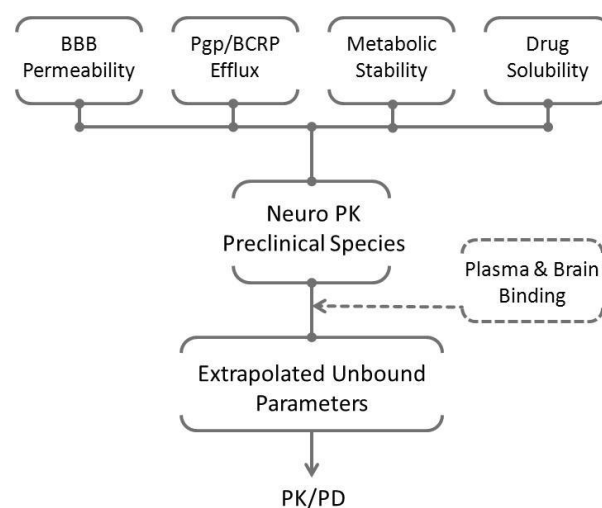 BBB
Permeability
Pgp/BCRP
Efflux
Metabolic
Stability
Drug
Solubility
Neuro PK
Preclinical Species
Plasma & Brain
Binding
Extrapolated Unbound
Parameters
PK/PD